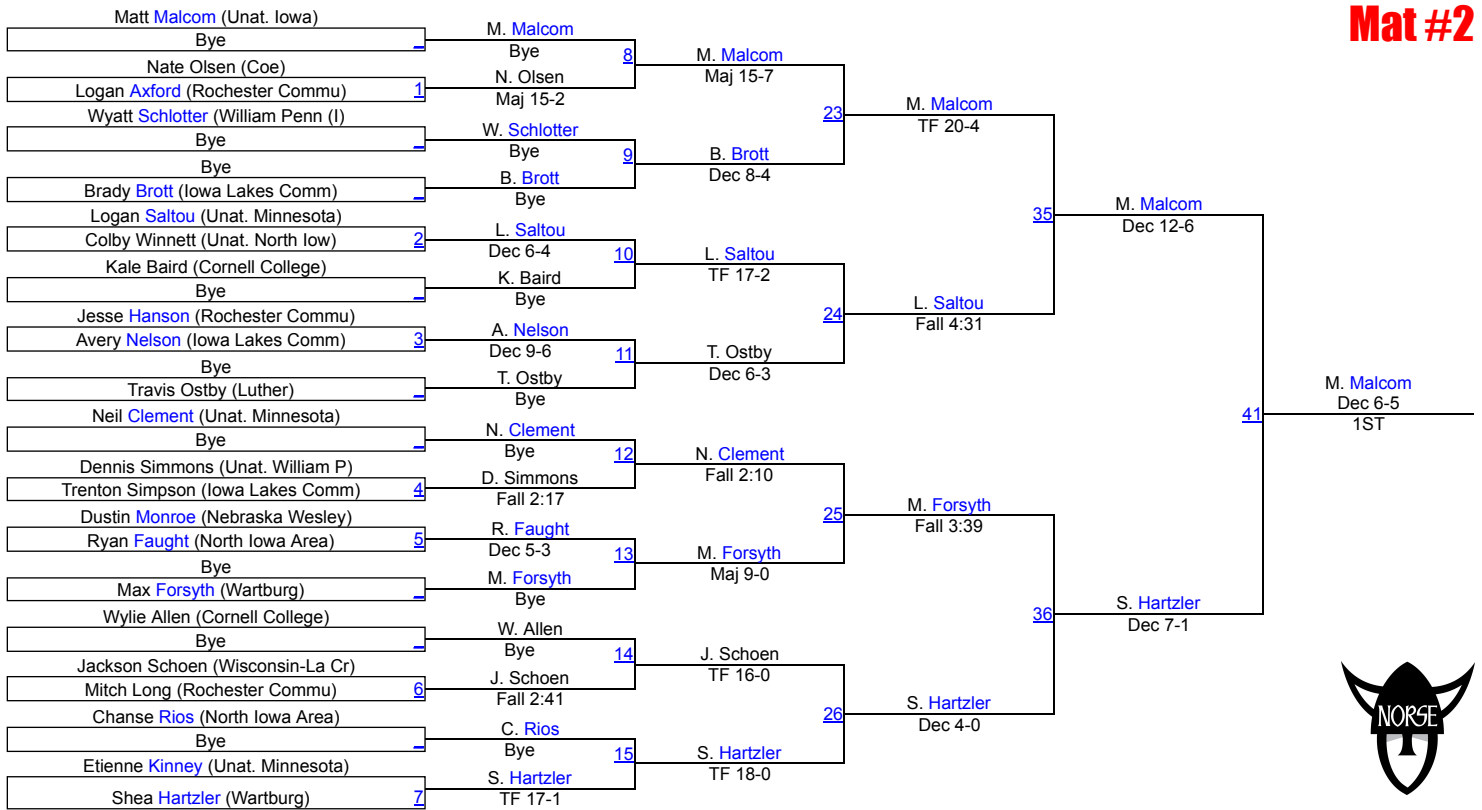 Mat #2
Matt Malcom (Unat. Iowa)
Bye
_
Nate Olsen (Coe)
Logan Axford (Rochester Commu)
1
Wyatt Schlotter (William Penn (I)
Bye
_
Bye
Brady Brott (Iowa Lakes Comm)
_
Logan Saltou (Unat. Minnesota)
Colby Winnett (Unat. North Iow)
2
Kale Baird (Cornell College)
Bye
_
Jesse Hanson (Rochester Commu)
Avery Nelson (Iowa Lakes Comm)
3
Bye
Travis Ostby (Luther)
_
Neil Clement (Unat. Minnesota)
Bye
_
Dennis Simmons (Unat. William P)
Trenton Simpson (Iowa Lakes Comm)
4
Dustin Monroe (Nebraska Wesley)
Ryan Faught (North Iowa Area)
5
Bye
Max Forsyth (Wartburg)
_
Wylie Allen (Cornell College)
Bye
_
Jackson Schoen (Wisconsin-La Cr)
Mitch Long (Rochester Commu)
6
Chanse Rios (North Iowa Area)
Bye
_
Etienne Kinney (Unat. Minnesota)
Shea Hartzler (Wartburg)
7
M. Malcom
Bye
8
N. Olsen
Maj 15-2
W. Schlotter
Bye
9
B. Brott
Bye
L. Saltou
Dec 6-4
10
K. Baird
Bye
A. Nelson
Dec 9-6
11
T. Ostby
Bye
N. Clement
Bye
12
D. Simmons
Fall 2:17
R. Faught
Dec 5-3
13
M. Forsyth
Bye
W. Allen
Bye
14
J. Schoen
Fall 2:41
C. Rios
Bye
15
S. Hartzler
TF 17-1
M. Malcom
Maj 15-7
23
B. Brott
Dec 8-4
L. Saltou
TF 17-2
24
T. Ostby
Dec 6-3
N. Clement
Fall 2:10
25
M. Forsyth
Maj 9-0
J. Schoen
TF 16-0
26
S. Hartzler
TF 18-0
M. Malcom
TF 20-4
35
L. Saltou
Fall 4:31
M. Forsyth
Fall 3:39
36
S. Hartzler
Dec 4-0
M. Malcom
Dec 12-6
41
S. Hartzler
Dec 7-1
M. Malcom
Dec 6-5
1ST
NORSE